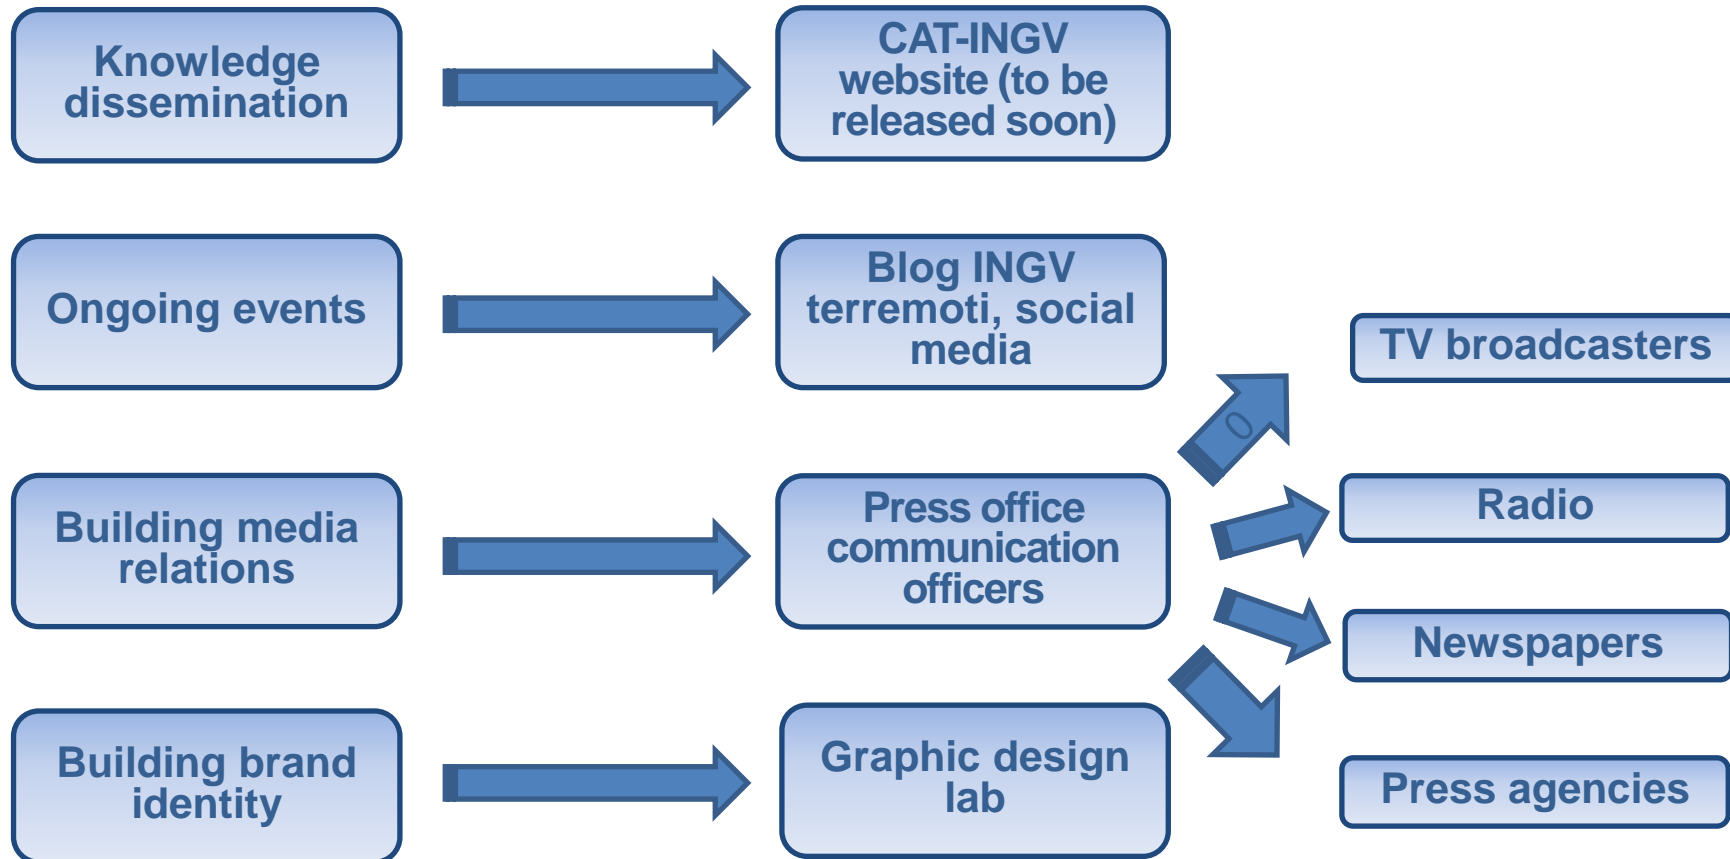 Knowledge
dissemination
CAT-INGV
website (to be
released soon)
Ongoing events
Blog INGV
terremoti, social
media
TV broadcasters
0
Building media
relations
Press office
communication
officers
Radio
Newspapers
Building brand
identity
Graphic design
lab
Press agencies